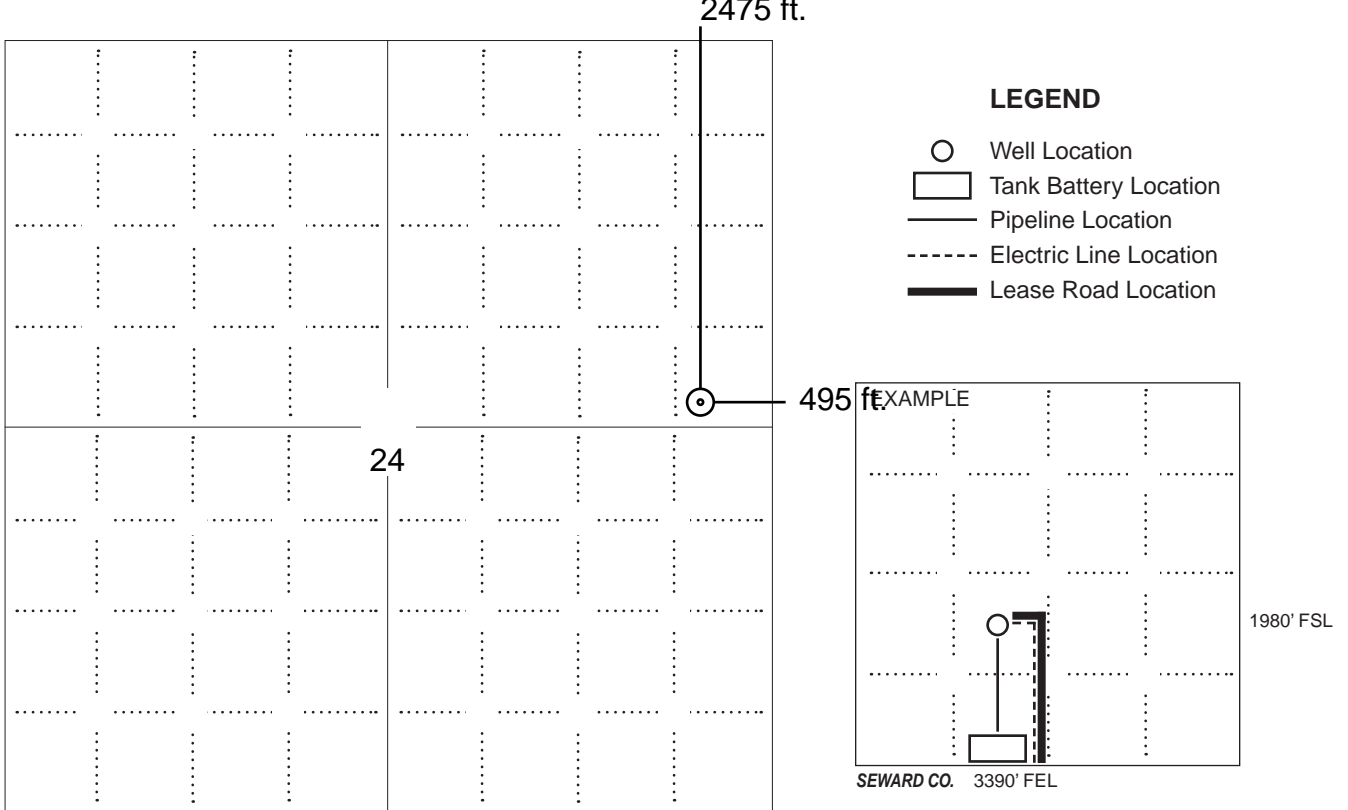 2475 ft.
LEGEND
Well Location
Tank Battery Location
Pipeline Location
Electric Line Location
Lease Road Location
495 ft.
EXAMPLE
24
1980' FSL
SEWARD CO. 3390' FEL